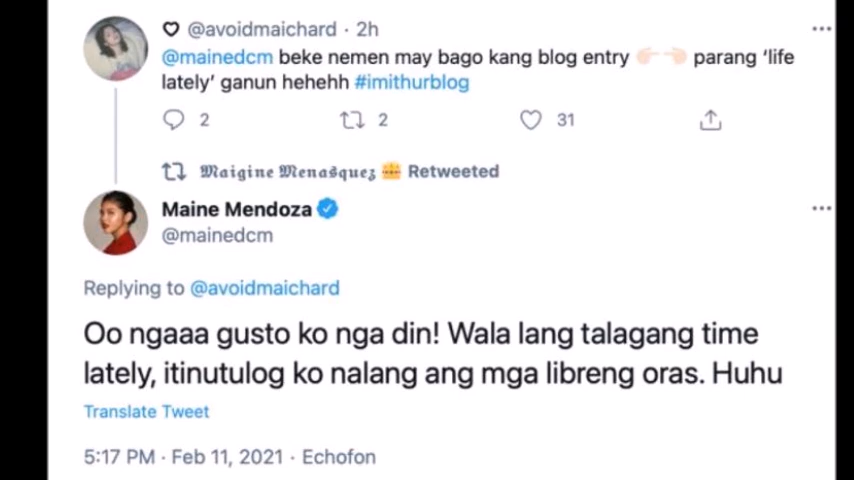 @avoidmaichard · 2h
@mainedcm beke nemen may bago kang blog entry 👉🏻👈🏻 parang ‘life
lately’ ganun hehehh #imithurblog
2 2 31
𝕸𝖆𝖎𝖌𝖎𝖓𝖊 𝕸𝖊𝖓𝖆𝖘𝖖𝖚𝖊𝖟 Retweeted
Maine Mendoza
@mainedcm
Replying to @avoidmaichard
Oo ngaaa gusto ko nga din! Wala lang talagang time
lately, itinutulog ko nalang ang mga libreng oras. Huhu
Translate Tweet
5:17 PM · Feb 11, 2021 · Echofon